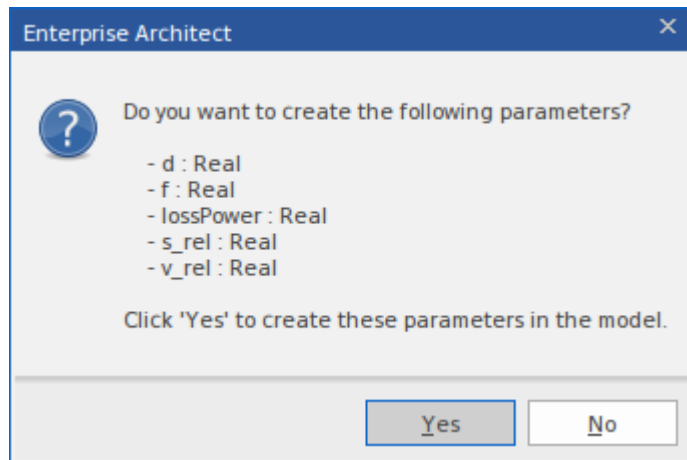 Enterprise Architect
Do you want to create the following parameters?
- d : Real
- f : Real
- lossPower : Real
- s_rel : Real
- v_rel : Real
Click 'Yes' to create these parameters in the model.
Yes No